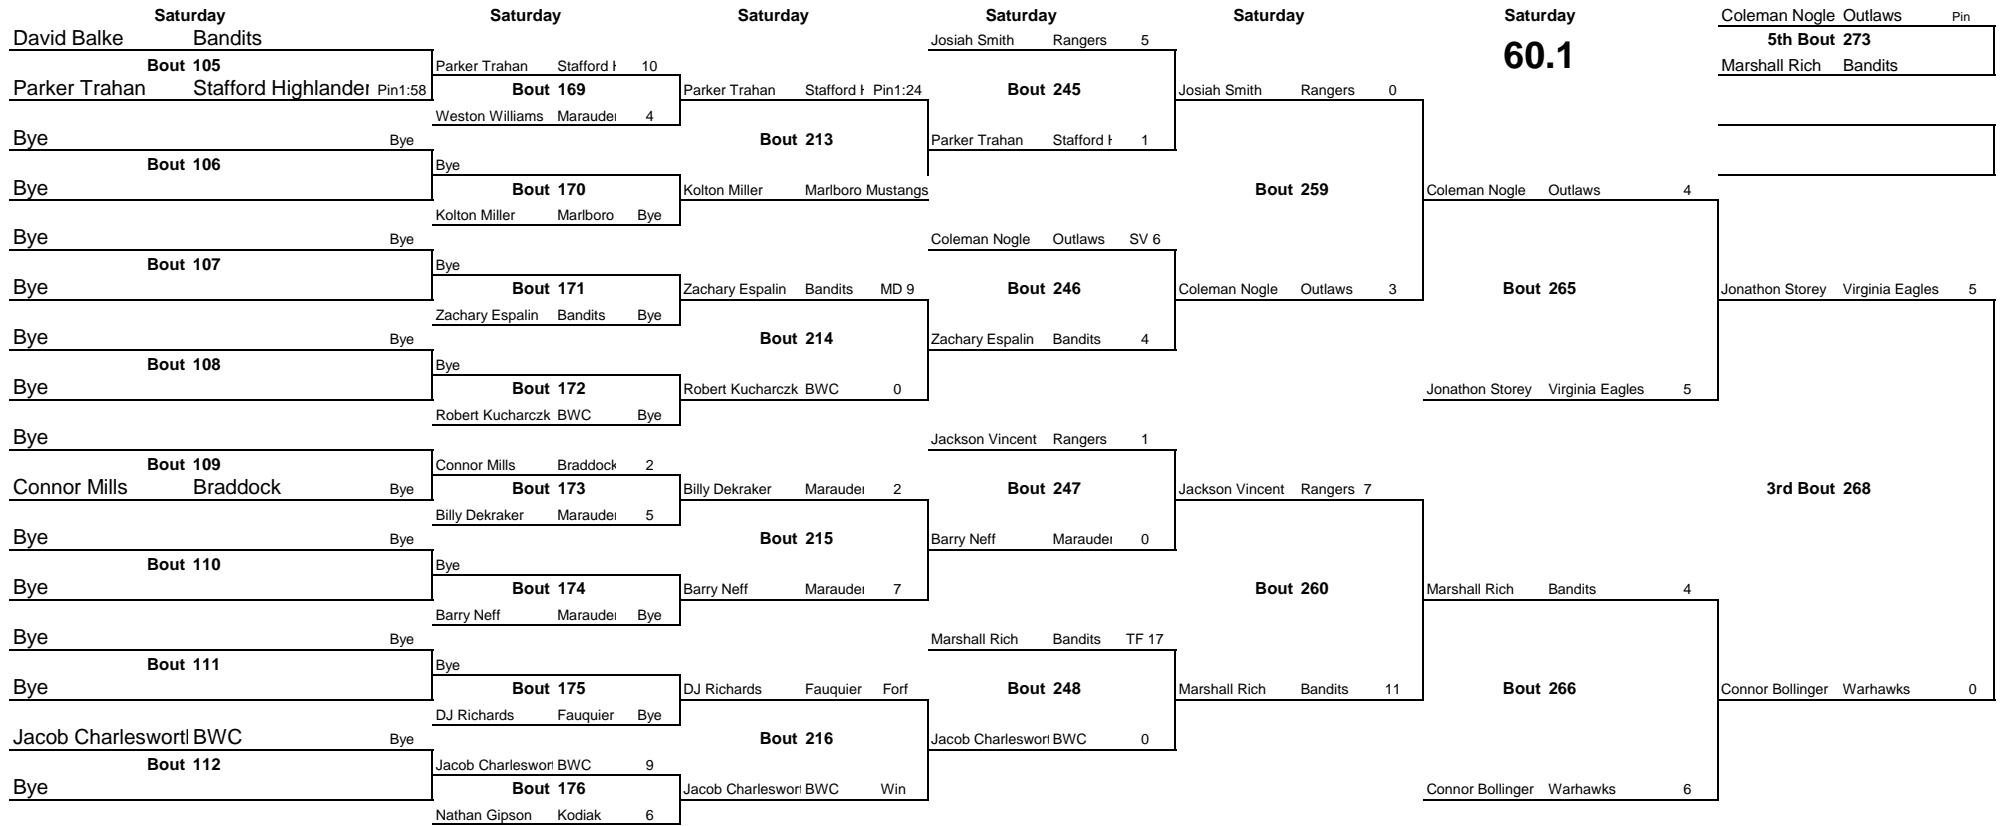 Saturday Saturday Saturday Saturday Saturday Saturday
60.1
David Balke Bandits
Bout 105
Parker Trahan Stafford Highlander Pin1:58
Bye Bye
Bout 106
Bye
Bye Bye
Bout 107
Bye
Bye Bye
Bout 108
Bye
Bye
Bout 109
Connor Mills Braddock Bye
Bye Bye
Bout 110
Bye
Bye Bye
Bout 111
Bye
Jacob Charleswort BWC Bye
Bout 112
Bye
Parker Trahan Stafford 10
Bout 169
Weston Williams Maraude 4
Bye
Bout 170
Kolton Miller Marlboro Bye
Bye
Bout 171
Zachary Espalin Bandits Bye
Bye
Bout 172
Robert Kucharczk BWC Bye
Connor Mills Braddock 2
Bout 173
Billy Dekraker Maraude 5
Bye
Bout 174
Barry Neff Maraude Bye
Bye
Bout 175
DJ Richards Fauquier Bye
Jacob Charleswor BWC 9
Bout 176
Nathan Gipson Kodiak 6
Parker Trahan Stafford Pin1:24
Bout 213
Kolton Miller Marlboro Mustangs
Zachary Espalin Bandits MD 9
Bout 214
Robert Kucharczk BWC 0
Billy Dekraker Maraude 2
Bout 215
Barry Neff Maraude 7
DJ Richards Fauquier Forf
Bout 216
Jacob Charleswor BWC Win
Josiah Smith Rangers 5
Bout 245
Parker Trahan Stafford 1
Coleman Nogle Outlaws SV 6
Bout 246
Zachary Espalin Bandits 4
Jackson Vincent Rangers 1
Bout 247
Barry Neff Maraude 0
Marshall Rich Bandits TF 17
Bout 248
Jacob Charleswor BWC 0
Josiah Smith Rangers 0
Bout 259
Coleman Nogle Outlaws 3
Jackson Vincent Rangers 7
Bout 260
Marshall Rich Bandits 11
Coleman Nogle Outlaws 4
Bout 265
Jonathon Storey Virginia Eagles 5
Marshall Rich Bandits 4
Bout 266
Connor Bollinger Warhawks 6
Coleman Nogle Outlaws Pin
5th Bout 273
Marshall Rich Bandits
Jonathon Storey Virginia Eagles 5
3rd Bout 268
Connor Bollinger Warhawks 0